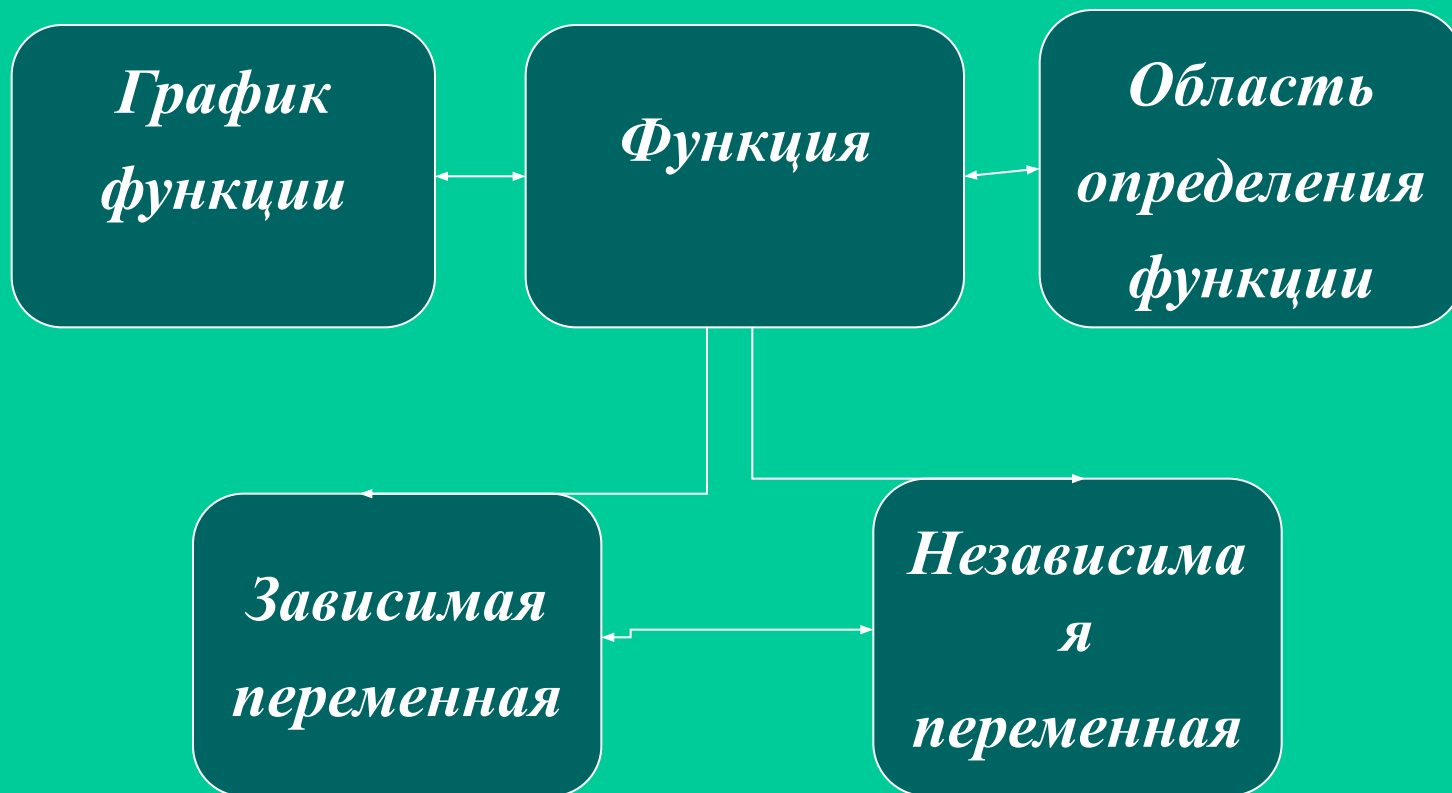 График
функции
Функция
Область
определения
функции
Зависимая
переменная
Независима
я
переменная